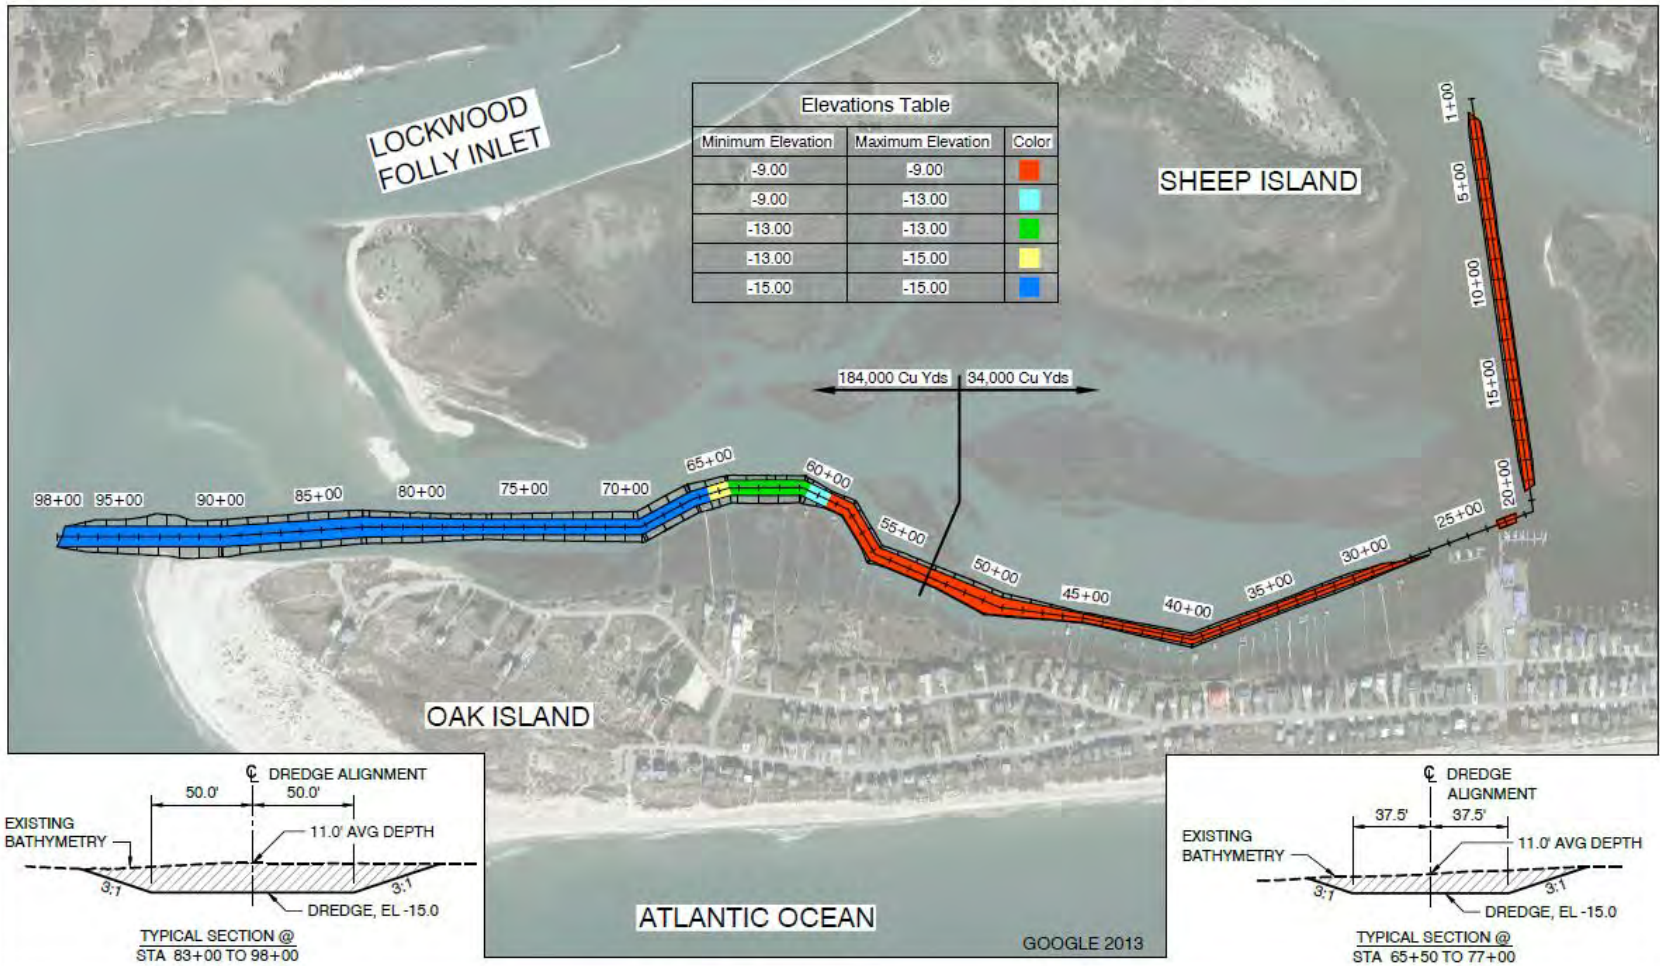 LOCKWOOD
FOLLY INLET
Elevations Table
Minimum Elevation Maximum Elevation Color
-9.00 -9.00
-9.00 -13.00
-13.00 -13.00
-13.00 -15.00
-15.00 -15.00
SHEEP ISLAND
1+00
5+00
10+00
15+00
20+00
184,000 Cu Yds 34,000 Cu Yds
98+00 95+00 90+00 85+00 80+00 75+00 70+00 65+00 60+00 55+00 50+00 45+00 40+00 35+00 30+00 25+00
OAK ISLAND
ATLANTIC OCEAN
GOOGLE 2013
℄ DREDGE ALIGNMENT
50.0' 50.0'
EXISTING
BATHYMETRY
11.0' AVG DEPTH
3:1 3:1
DREDGE, EL -15.0
TYPICAL SECTION @
STA 83+00 TO 98+00
℄ DREDGE
ALIGNMENT
37.5' 37.5'
EXISTING
BATHYMETRY
11.0' AVG DEPTH
3:1 3:1
DREDGE, EL -15.0
TYPICAL SECTION @
STA 65+50 TO 77+00